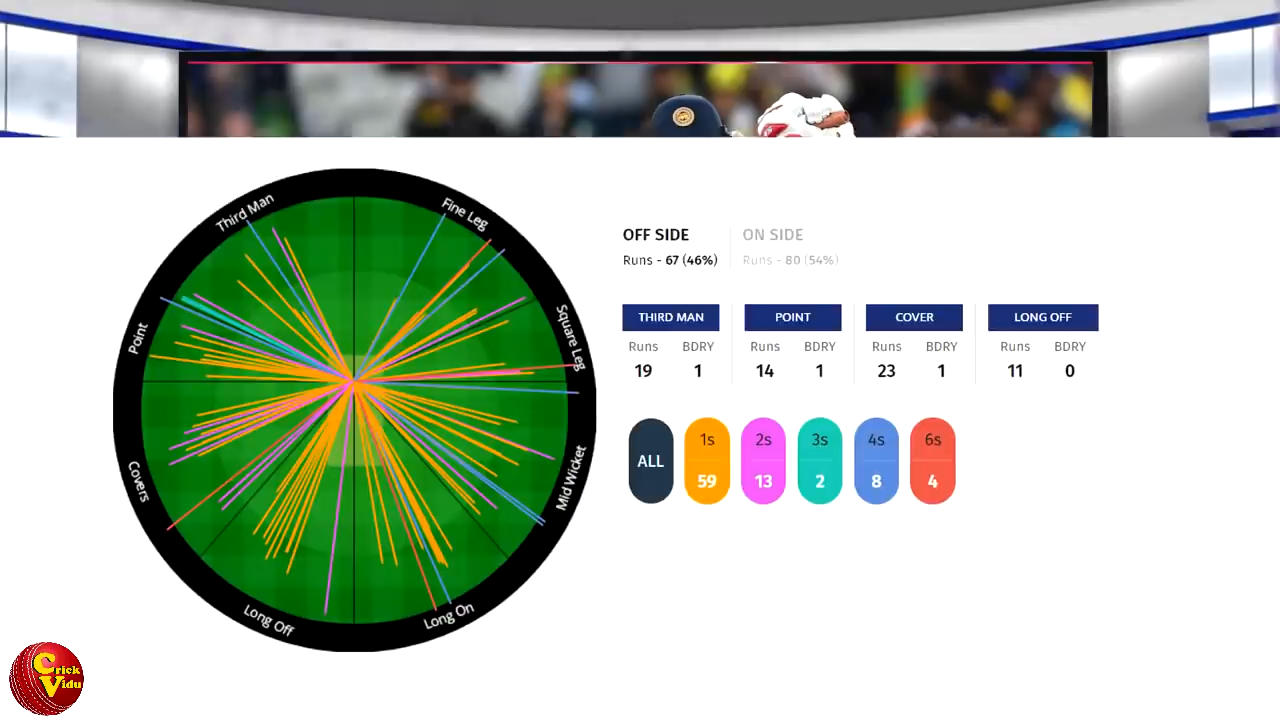 Third Man
Fine Leg
Point
Square Leg
Covers
Mid Wicket
Long Off
Long On
OFF SIDE
Runs - 67 (46%)
ON SIDE
Runs - 80 (54%)
THIRD MAN
POINT
COVER
LONG OFF
Runs BDRY Runs BDRY Runs BDRY Runs BDRY
19 1 14 1 23 1 11 0
ALL
1s 2s 3s 4s 6s
59 13 2 8 4
Crick
Vidu